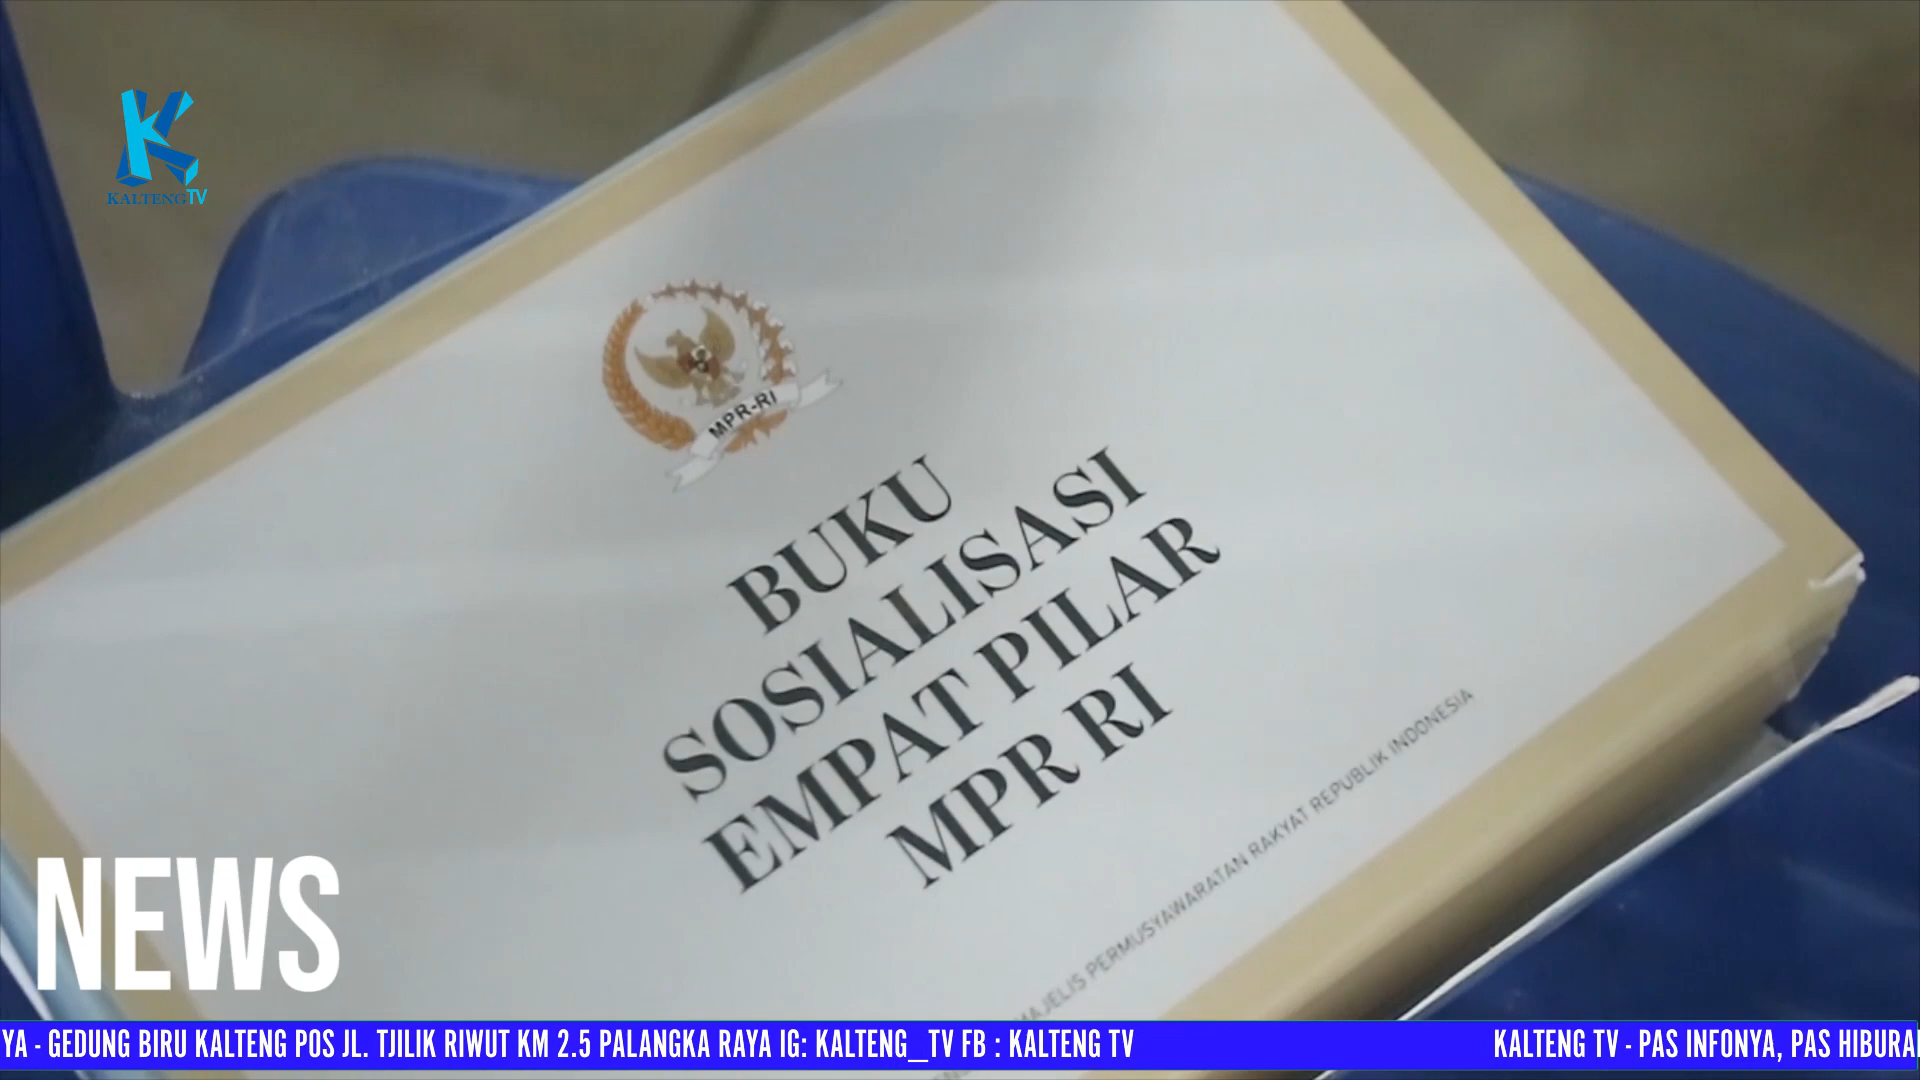 KALTENG TV
MPR-RI
BUKU
SOSIALISASI
EMPAT PILAR
MPR RI
MAJELIS PERMUSYAWARATAN RAKYAT REPUBLIK INDONESIA
NEWS
YA - GEDUNG BIRU KALTENG POS JL. TJILIK RIWUT KM 2.5 PALANGKA RAYA IG: KALTENG_TV FB : KALTENG TV KALTENG TV - PAS INFONYA, PAS HIBURA